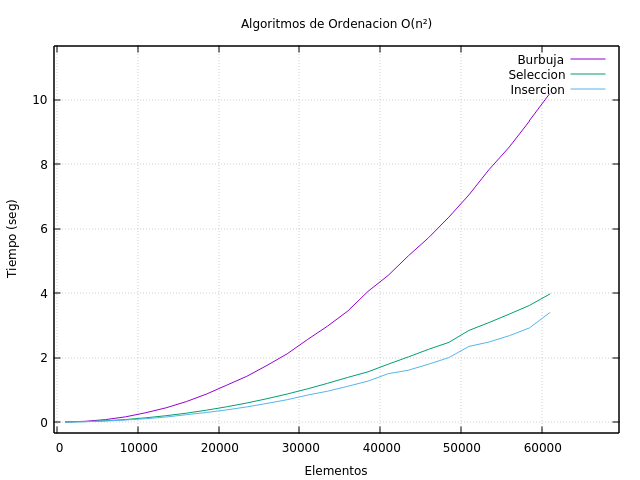 Algoritmos de Ordenacion O(n²)
Burbuja
Seleccion
Insercion
10
8
6
4
2
0
Tiempo (seg)
0 10000 20000 30000 40000 50000 60000
Elementos